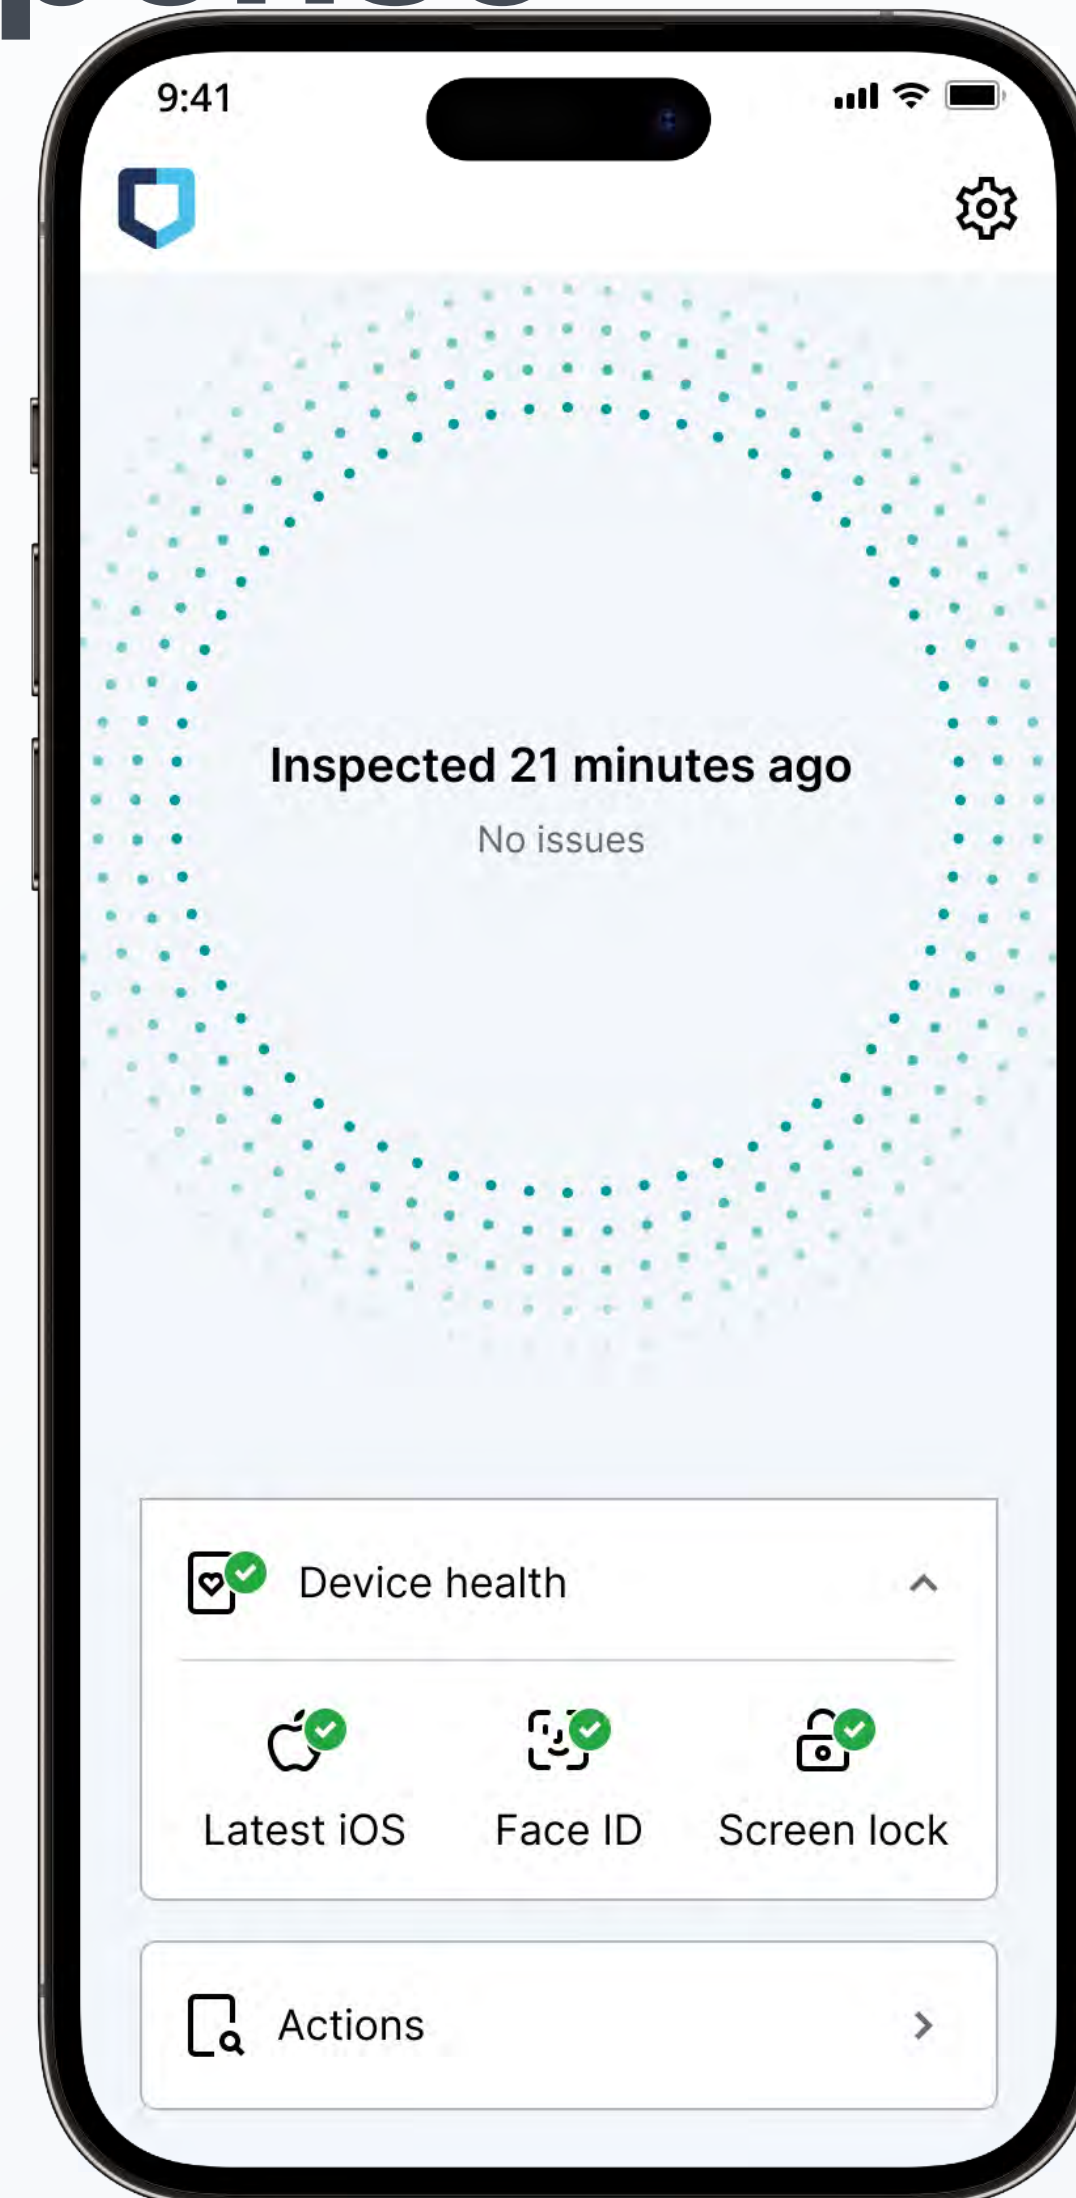 9:41
Inspected 21 minutes ago
No issues
Device health
Latest iOS
Face ID
Screen lock
Actions